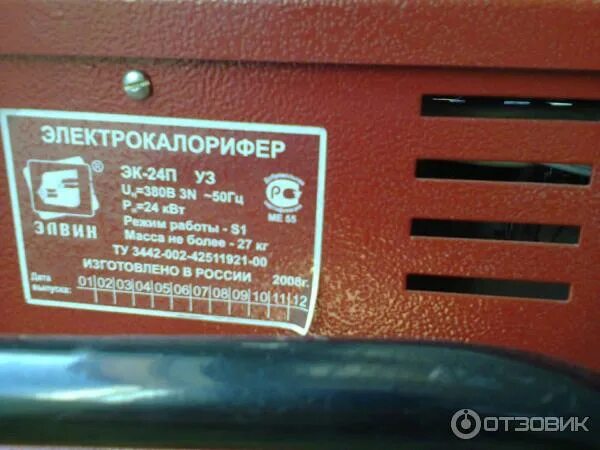 ЭЛЕКТРОКАЛОРИФЕР
®
ЭЛВИН
ЭК-24П УЗ
Uн=380В 3N ~50Гц
Pн=24 кВт
Режим работы - S1
Масса не более - 27 кг
РС
МЕ 55
ТУ 3442-002-42511921-00
ИЗГОТОВЛЕНО В РОССИИ
2008г.
Дата
выпуска:
01 02 03 04 05 06 07 08 09 10 11 12
ОТЗОВИК